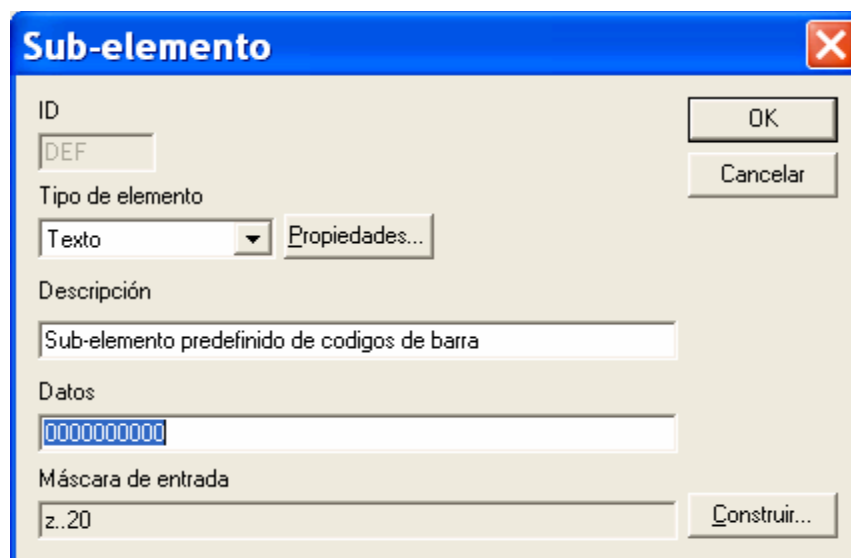 Sub-elemento
ID
OK
DEF
Cancelar
Tipo de elemento
Texto
Propiedades...
Descripción
Sub-elemento predefinido de codigos de barra
Datos
0000000000
Máscara de entrada
z..20
Construir...